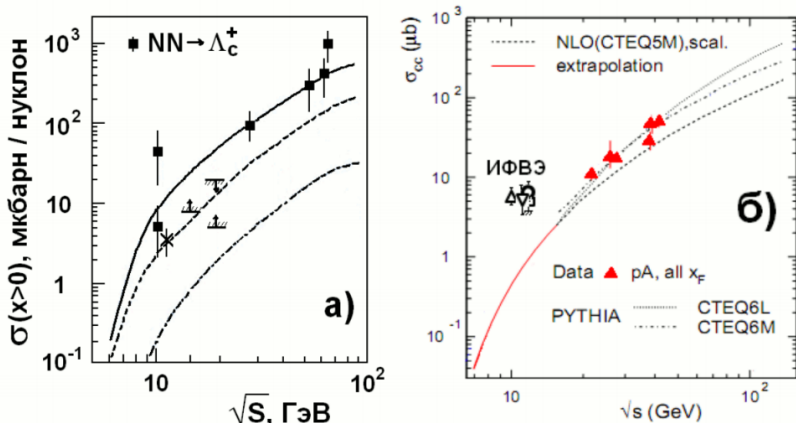 10³
NN→Λc⁺
10²
10
1
10⁻¹
σ(x>0), мкбарн / нуклон
а)
10
10²
√S, ГэВ
σcc (μb)
10³
10²
10
1
10⁻¹
NLO(CTEQ5M),scal.
extrapolation
ИФВЭ
б)
Data pA, all xF
PYTHIA
CTEQ6L
CTEQ6M
10
10²
√s (GeV)